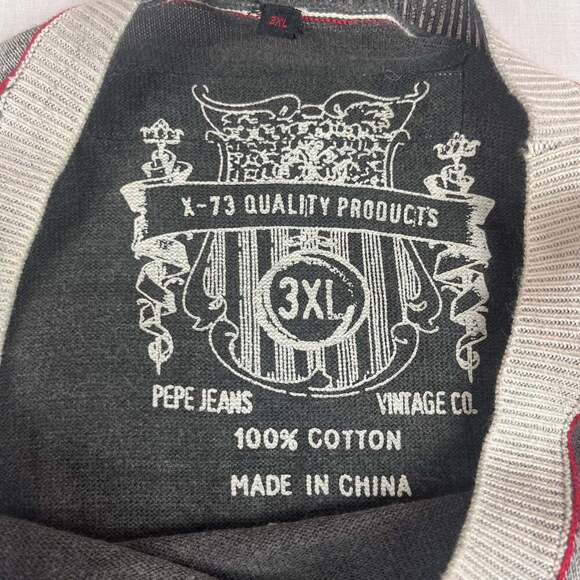 3XL
X-73 QUALITY PRODUCTS
3XL
PEPE JEANS VINTAGE CO.
100% COTTON
MADE IN CHINA